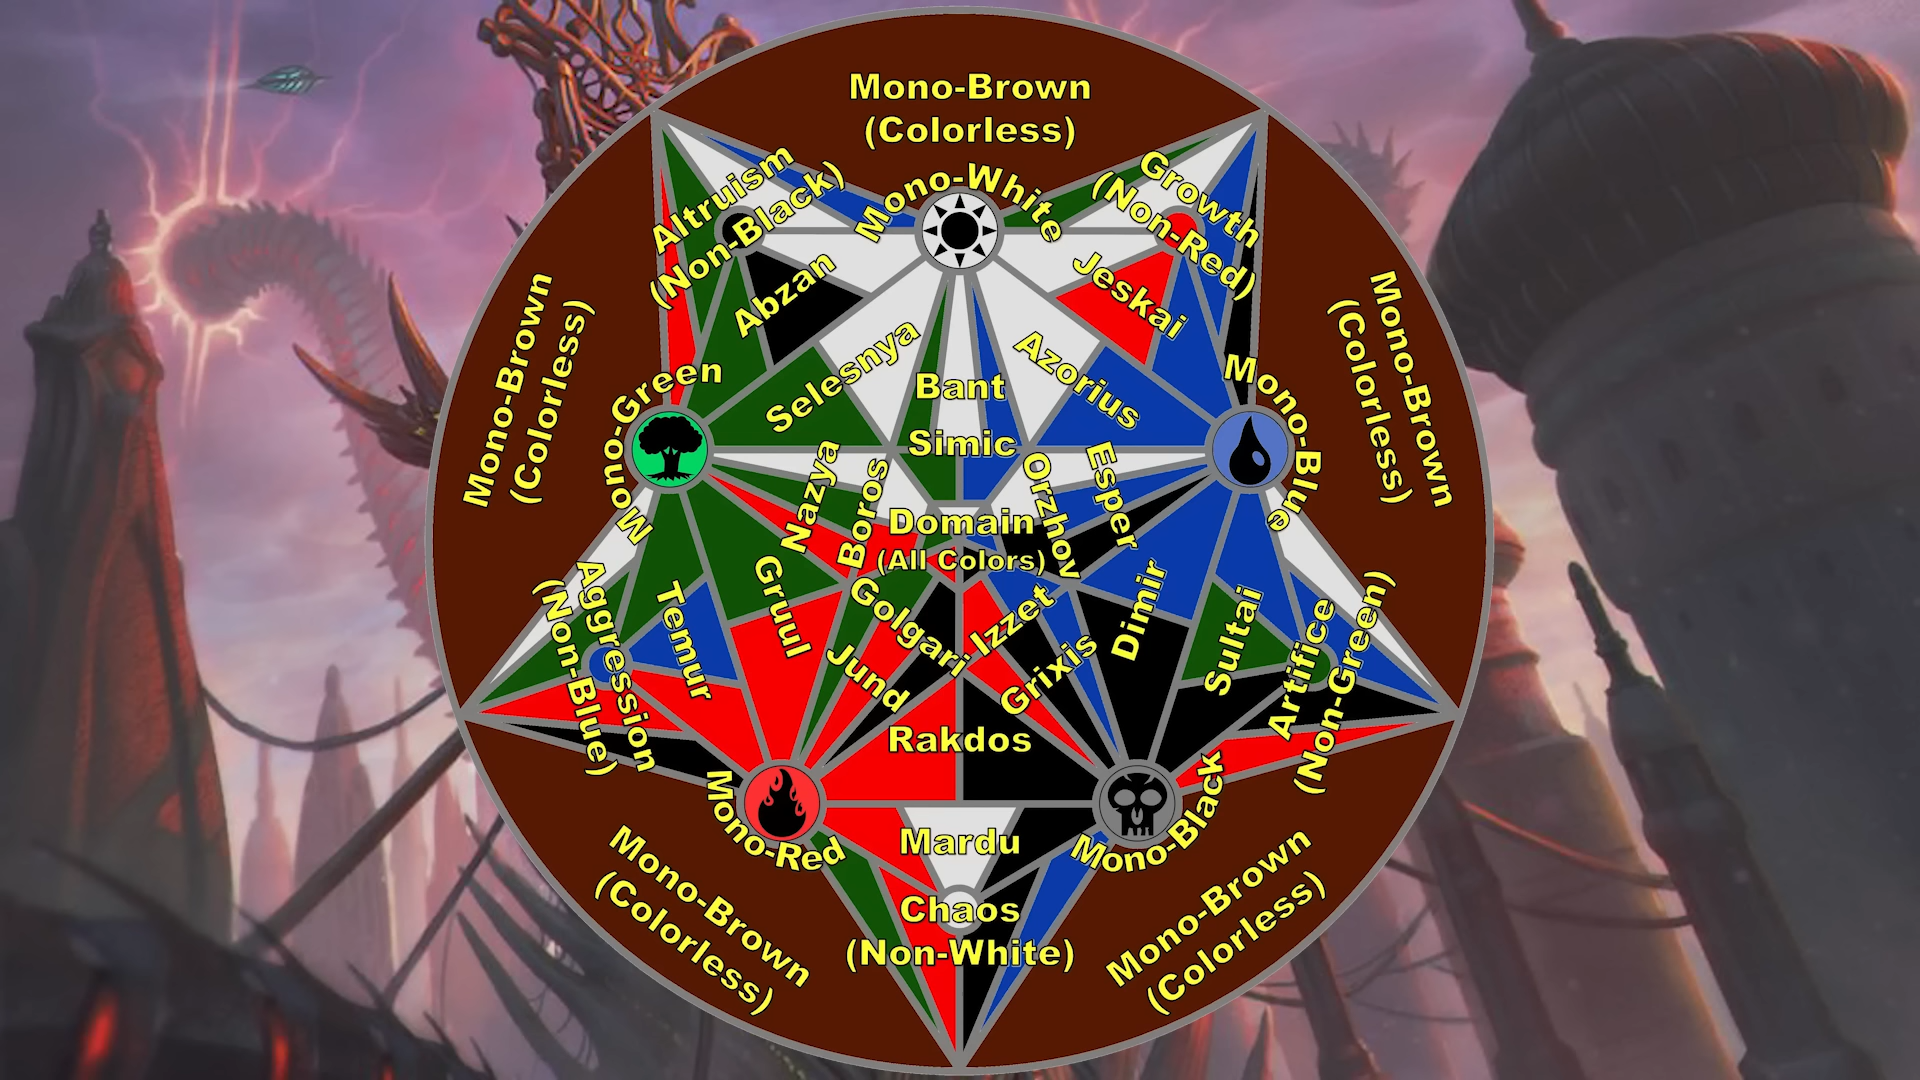 Mono-Brown
(Colorless)
Mono-White
Altruism
(Non-Black)
Growth
(Non-Red)
Abzan
Jeskai
Mono-Brown
(Colorless)
Mono-Brown
(Colorless)
Mono-Green
Selesnya
Bant
Azorius
Mono-Blue
Simic
Nazya
Boros
Orzhov
Esper
Domain
(All Colors)
Aggression
(Non-Blue)
Temur
Gruul
Golgari
Izzet
Dimir
Sultai
Artifice
(Non-Green)
Jund
Grixis
Rakdos
Mono-Red
Mardu
Mono-Black
Chaos
(Non-White)
Mono-Brown
(Colorless)
Mono-Brown
(Colorless)